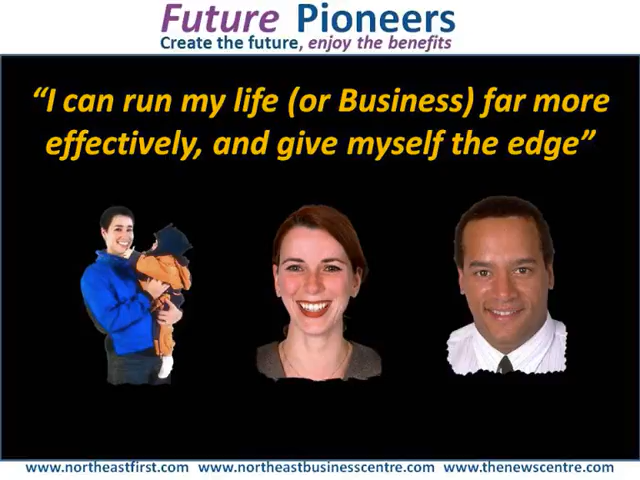 Future Pioneers
Create the future, enjoy the benefits
“I can run my life (or Business) far more
effectively, and give myself the edge”
www.northeastfirst.com www.northeastbusinesscentre.com www.thenewscentre.com